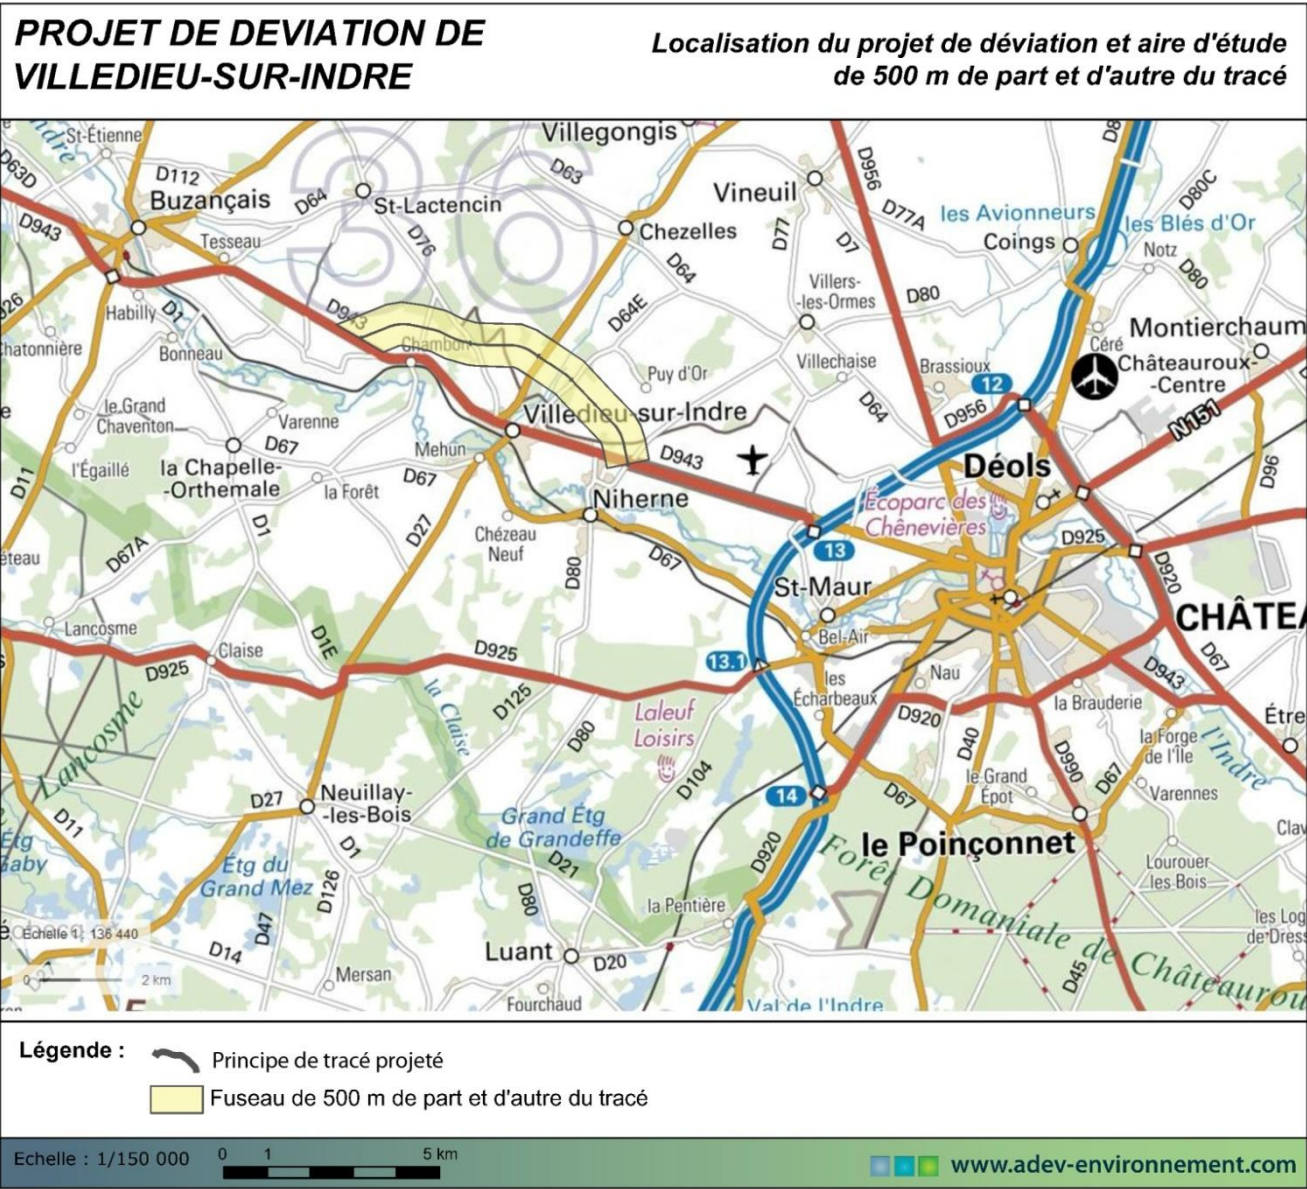 PROJET DE DEVIATION DE
VILLEDIEU-SUR-INDRE
Localisation du projet de déviation et aire d'étude
de 500 m de part et d'autre du tracé
36
St-Étienne
D63D
D112
Buzançais
D64
St-Lactencin
D63
Villegongis
Vineuil
D956
D77A
D80C
les Avionneurs
les Blés d'Or
Coings
Notz
D80
D943
Tesseau
D76
Chezelles
D77
D7
D64
Villers-
-les-Ormes
D80
Habilly
D1
D943
D64E
Montierchaum
Céré
Châteauroux-
-Centre
Bonneau
Chambon
Puy d'Or
Villechaise
Brassioux
12
D956
N151
le Grand
Chaventon
Varenne
Villedieu-sur-Indre
D64
D67
Mehun
D943
Déols
D96
D11
l'Égaillé
la Chapelle-
-Orthemale
la Forêt
D67
Niherne
Écoparc des
Chênevières
D67A
D1
D27
Chézeau
Neuf
D80
D67
13
D925
D920
St-Maur
CHÂTEA
Lancosme
Claise
D1E
D925
Bel-Air
D67
D925
13.1
Nau
D943
la Claise
D125
D80
Laleuf
Loisirs
les
Écharbeaux
D920
la Brauderie
D104
D40
D990
la Forge
de l'Île
l'Indre
Étre
Lancosme
D27
Neuillay-
-les-Bois
14
D67
le Grand
Épot
D67
Varennes
D11
Grand Étg
de Grandeffe
D1
D21
D920
le Poinçonnet
Clav
Étg du
Grand Mez
D126
D80
la Pentière
Lourouer
les Bois
Forêt Domaniale de Châteaurou
les Log
de Dress
Echelle 1 : 136 440
D47
D14
Luant
D20
D45
0
2 km
Mersan
Fourchaud
Val de l'Indre
Légende :
Principe de tracé projeté
Fuseau de 500 m de part et d'autre du tracé
Echelle : 1/150 000
0 1 5 km
www.adev-environnement.com